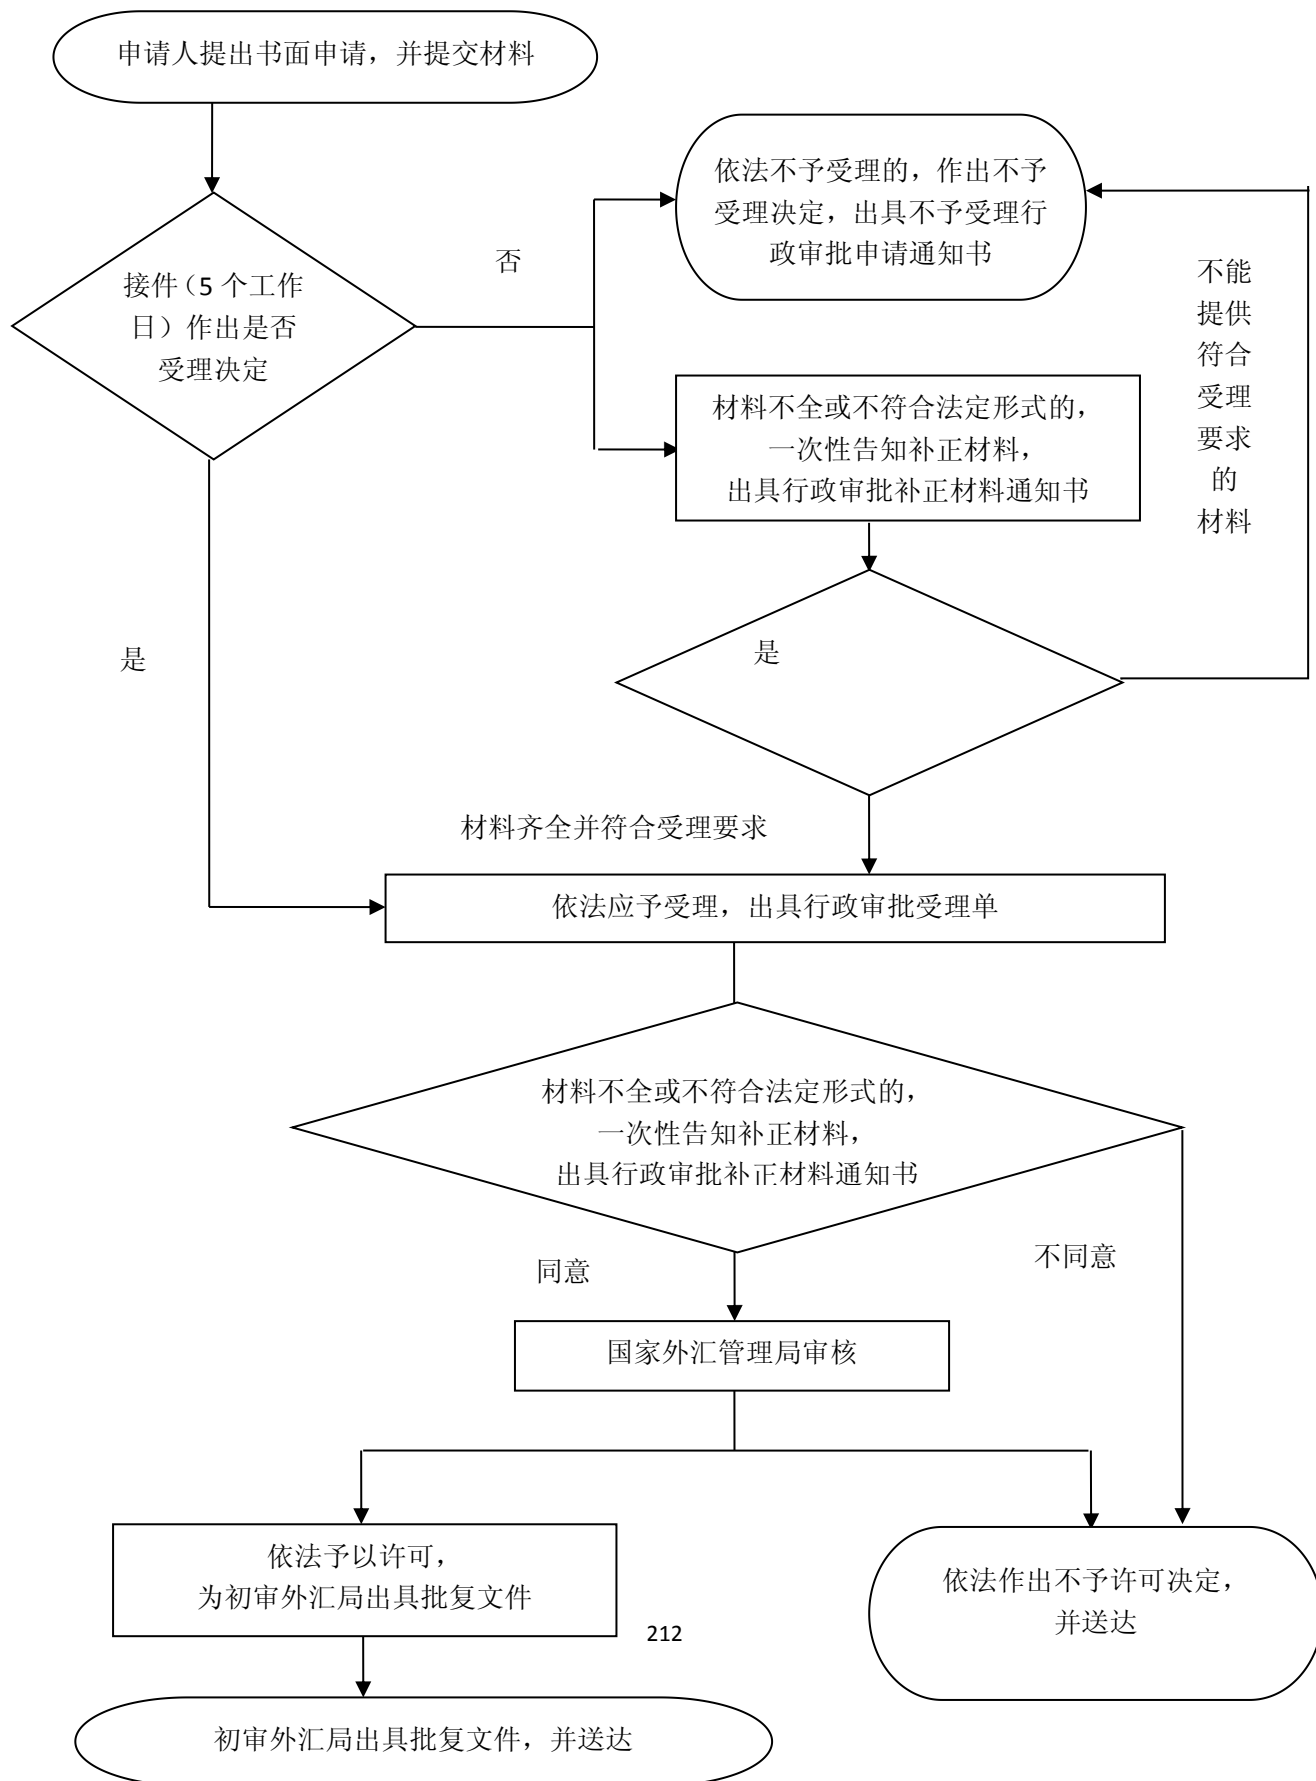 申请人提出书面申请，并提交材料
依法不予受理的，作出不予
受理决定，出具不予受理行
政审批申请通知书
否
接件（5 个工作
日）作出是否
受理决定
不能
提供
符合
受理
要求
的
材料
材料不全或不符合法定形式的，
一次性告知补正材料，
出具行政审批补正材料通知书
是
是
材料齐全并符合受理要求
依法应予受理，出具行政审批受理单
材料不全或不符合法定形式的，
一次性告知补正材料，
出具行政审批补正材料通知书
同意
不同意
国家外汇管理局审核
依法予以许可，
为初审外汇局出具批复文件
依法作出不予许可决定，
并送达
212
初审外汇局出具批复文件，并送达